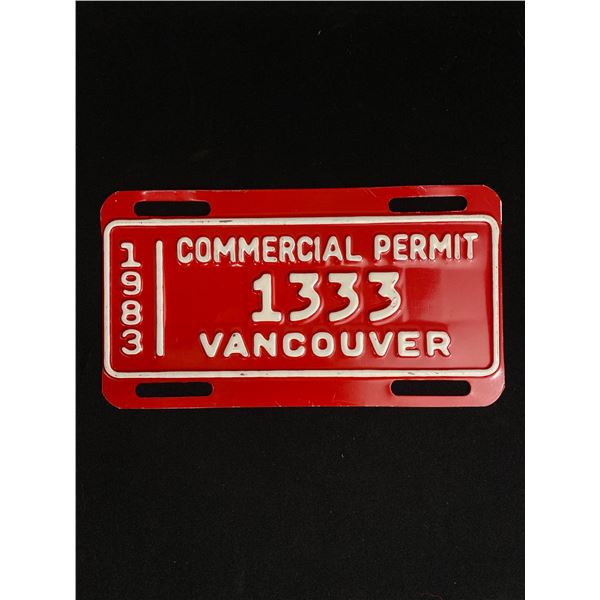 1983
COMMERCIAL PERMIT
1333
VANCOUVER